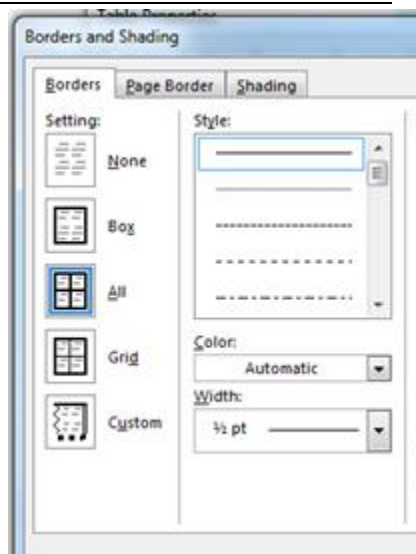 Table Properties
Borders and Shading
Borders Page Border Shading
Setting:
None
Box
All
Grid
Custom
Style:
Color:
Automatic
Width:
½ pt